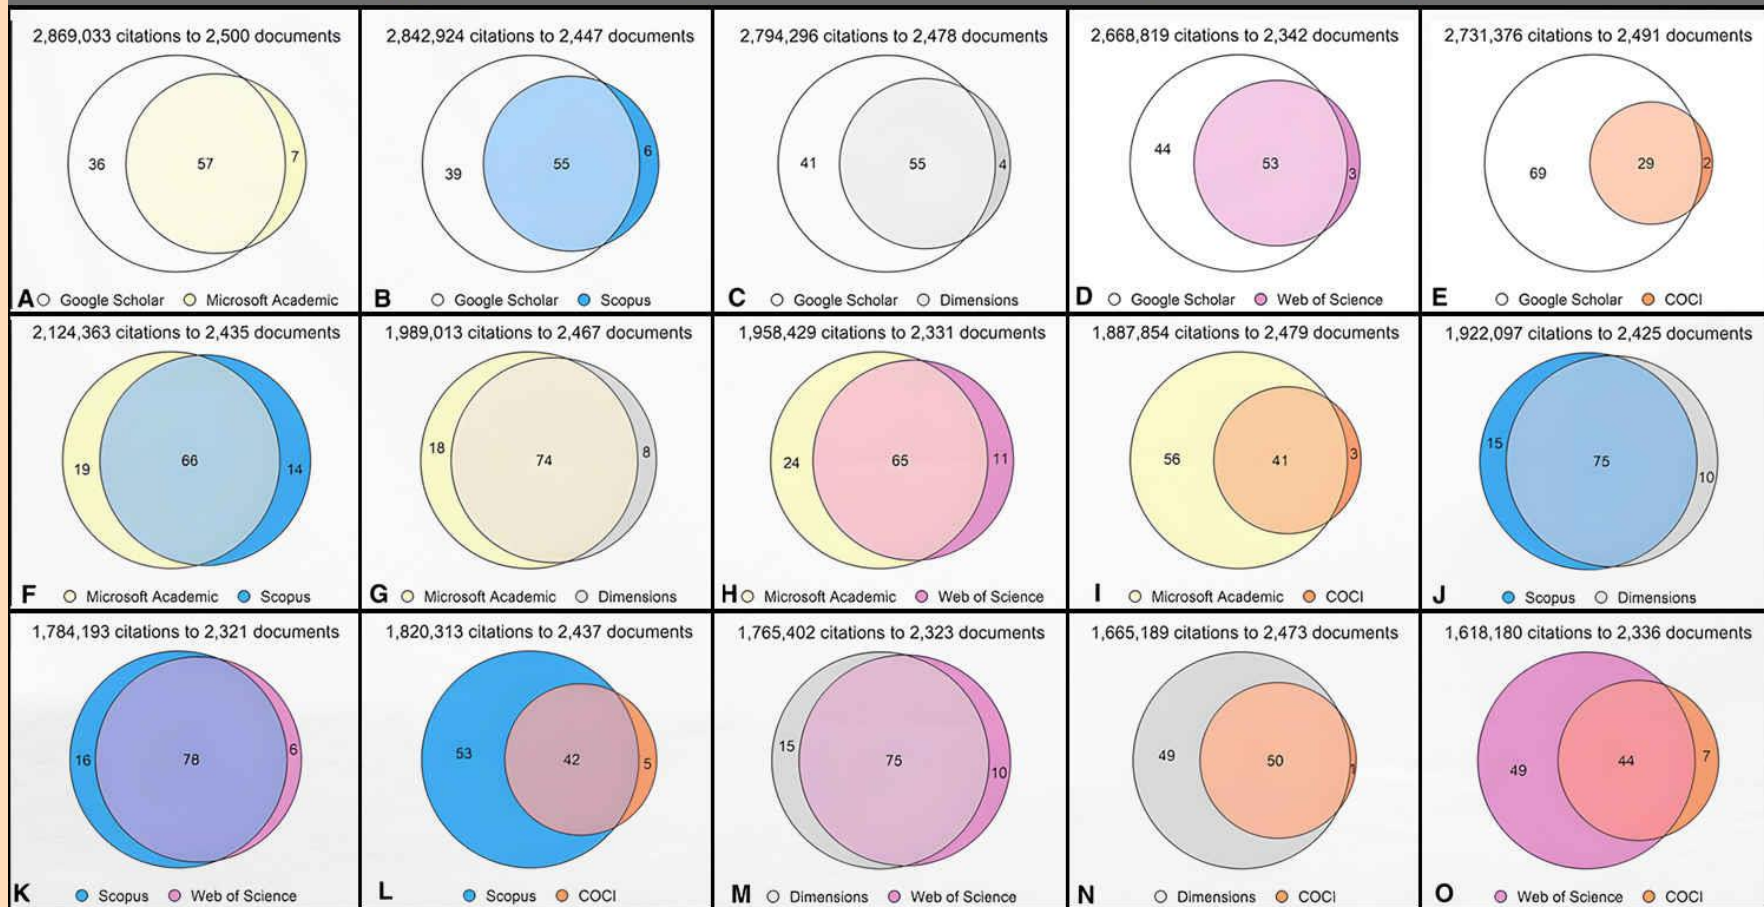 2,869,033 citations to 2,500 documents
36
57
7
A Google Scholar Microsoft Academic
2,842,924 citations to 2,447 documents
39
55
6
B Google Scholar Scopus
2,794,296 citations to 2,478 documents
41
55
4
C Google Scholar Dimensions
2,668,819 citations to 2,342 documents
44
53
3
D Google Scholar Web of Science
2,731,376 citations to 2,491 documents
69
29
2
E Google Scholar COCI
2,124,363 citations to 2,435 documents
19
66
14
F Microsoft Academic Scopus
1,989,013 citations to 2,467 documents
18
74
8
G Microsoft Academic Dimensions
1,958,429 citations to 2,331 documents
24
65
11
H Microsoft Academic Web of Science
1,887,854 citations to 2,479 documents
56
41
3
I Microsoft Academic COCI
1,922,097 citations to 2,425 documents
15
75
10
J Scopus Dimensions
1,784,193 citations to 2,321 documents
16
78
6
K Scopus Web of Science
1,820,313 citations to 2,437 documents
53
42
5
L Scopus COCI
1,765,402 citations to 2,323 documents
15
75
10
M Dimensions Web of Science
1,665,189 citations to 2,473 documents
49
50
1
N Dimensions COCI
1,618,180 citations to 2,336 documents
49
44
7
O Web of Science COCI